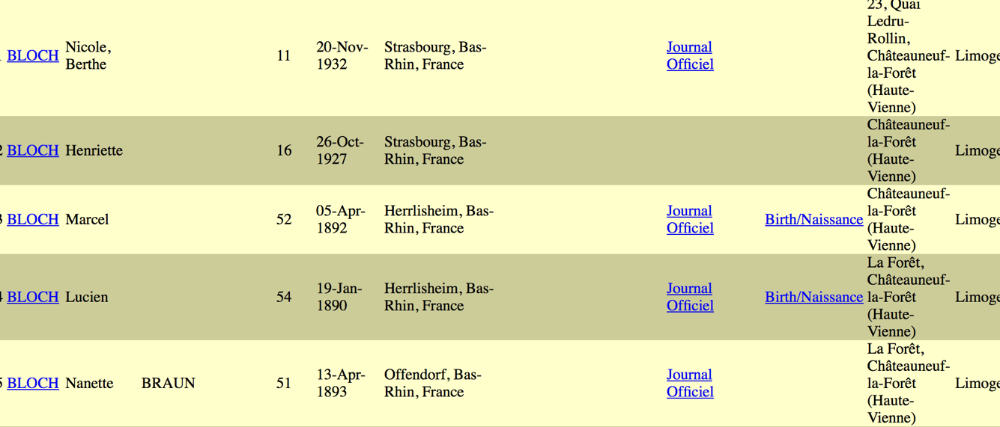 23, Quai
Ledru-
Rollin,
1 BLOCH Nicole, 11 20-Nov- Strasbourg, Bas- Journal Châteauneuf- Limoge
Berthe 1932 Rhin, France Officiel la-Forêt
(Haute-
Vienne)
Châteauneuf-
26-Oct- Strasbourg, Bas- la-Forêt
2 BLOCH Henriette 16 1927 Rhin, France (Haute- Limoge
Vienne)
Châteauneuf-
05-Apr- Herrlisheim, Bas- Journal la-Forêt
3 BLOCH Marcel 52 1892 Rhin, France Officiel Birth/Naissance (Haute- Limoge
Vienne)
La Forêt,
19-Jan- Herrlisheim, Bas- Journal Châteauneuf-
4 BLOCH Lucien 54 1890 Rhin, France Officiel Birth/Naissance la-Forêt Limoge
(Haute-
Vienne)
La Forêt,
13-Apr- Offendorf, Bas- Journal Châteauneuf-
5 BLOCH Nanette BRAUN 51 1893 Rhin, France Officiel la-Forêt Limoge
(Haute-
Vienne)